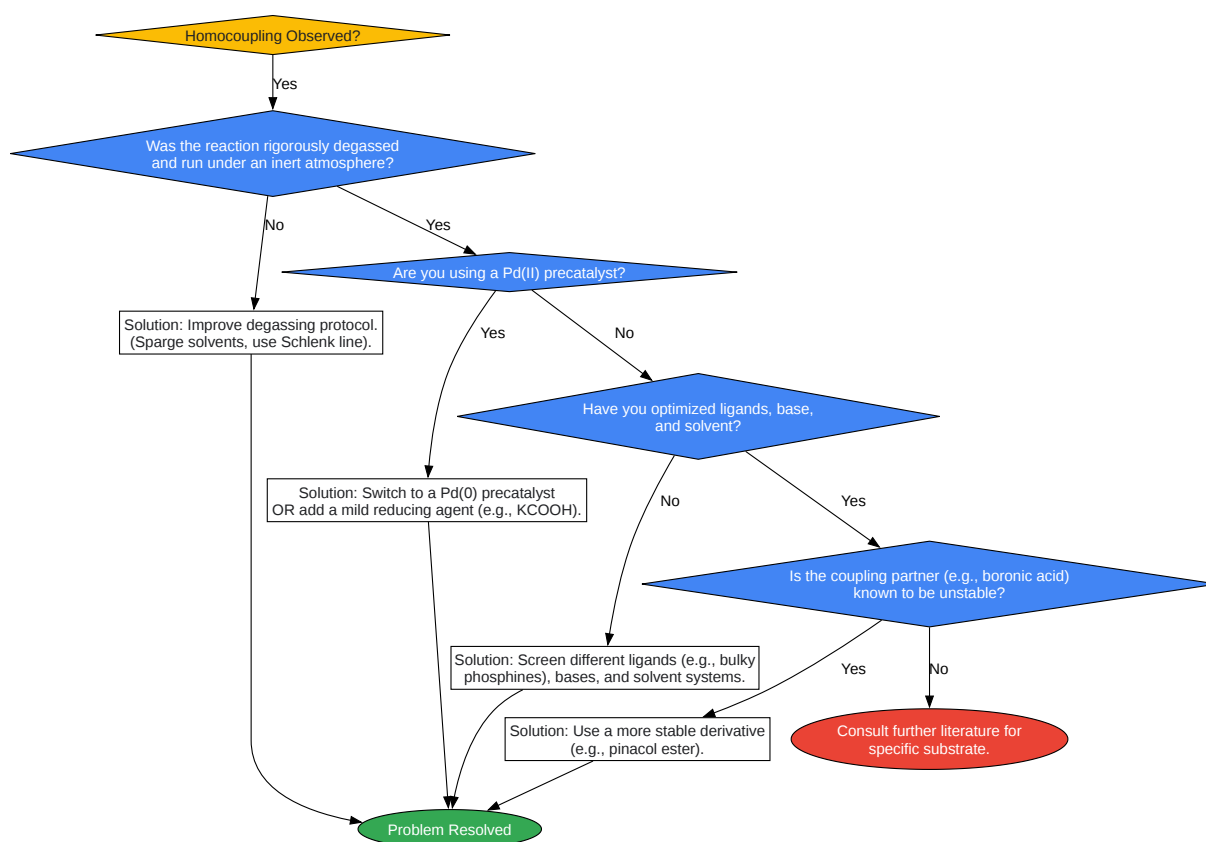 Homocoupling Observed?
Yes
Was the reaction rigorously degassed
and run under an inert atmosphere?
No
Yes
Are you using a Pd(II) precatalyst?
Solution: Improve degassing protocol.
(Sparge solvents, use Schlenk line).
Yes
No
Have you optimized ligands, base,
and solvent?
Solution: Switch to a Pd(0) precatalyst
OR add a mild reducing agent (e.g., KCOOH).
No
Yes
Is the coupling partner (e.g., boronic acid)
known to be unstable?
Solution: Screen different ligands (e.g., bulky
phosphines), bases, and solvent systems.
Yes
No
Solution: Use a more stable derivative
(e.g., pinacol ester).
Consult further literature for
specific substrate.
Problem Resolved